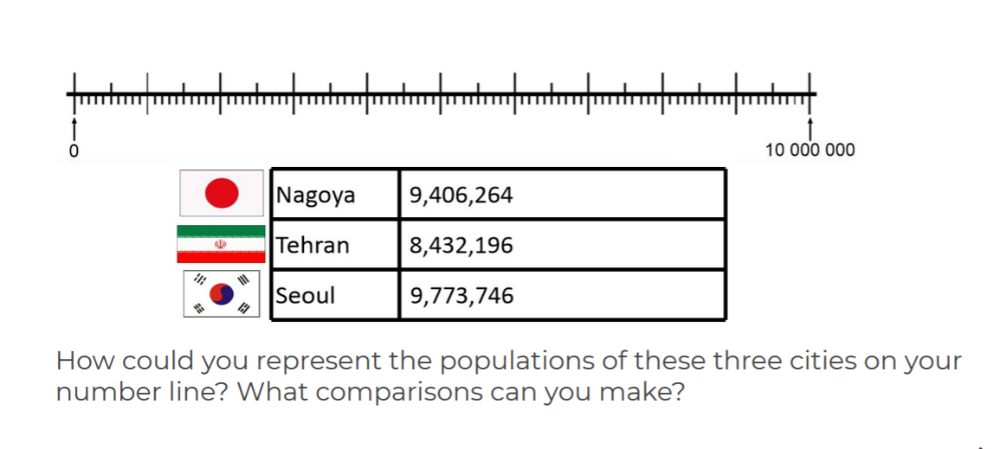 0
10 000 000
Nagoya 9,406,264
Tehran 8,432,196
Seoul 9,773,746
How could you represent the populations of these three cities on your
number line? What comparisons can you make?